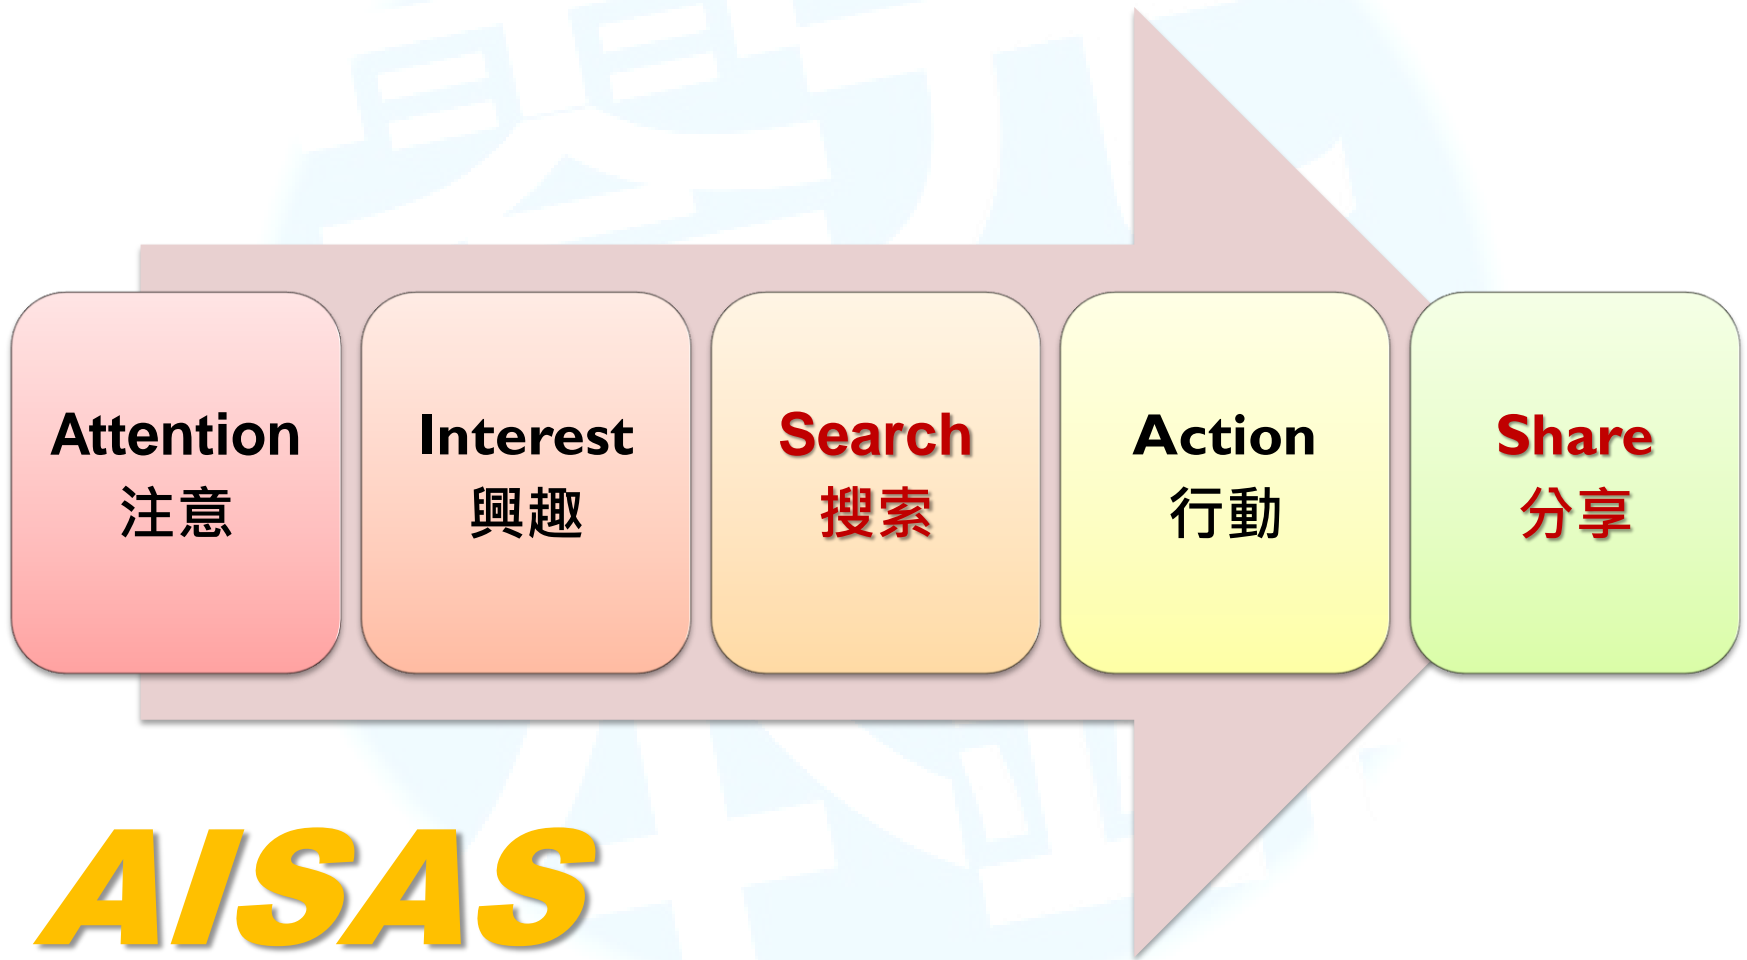 Attention
注意
Interest
興趣
Search
搜索
Action
行動
Share
分享
AISAS